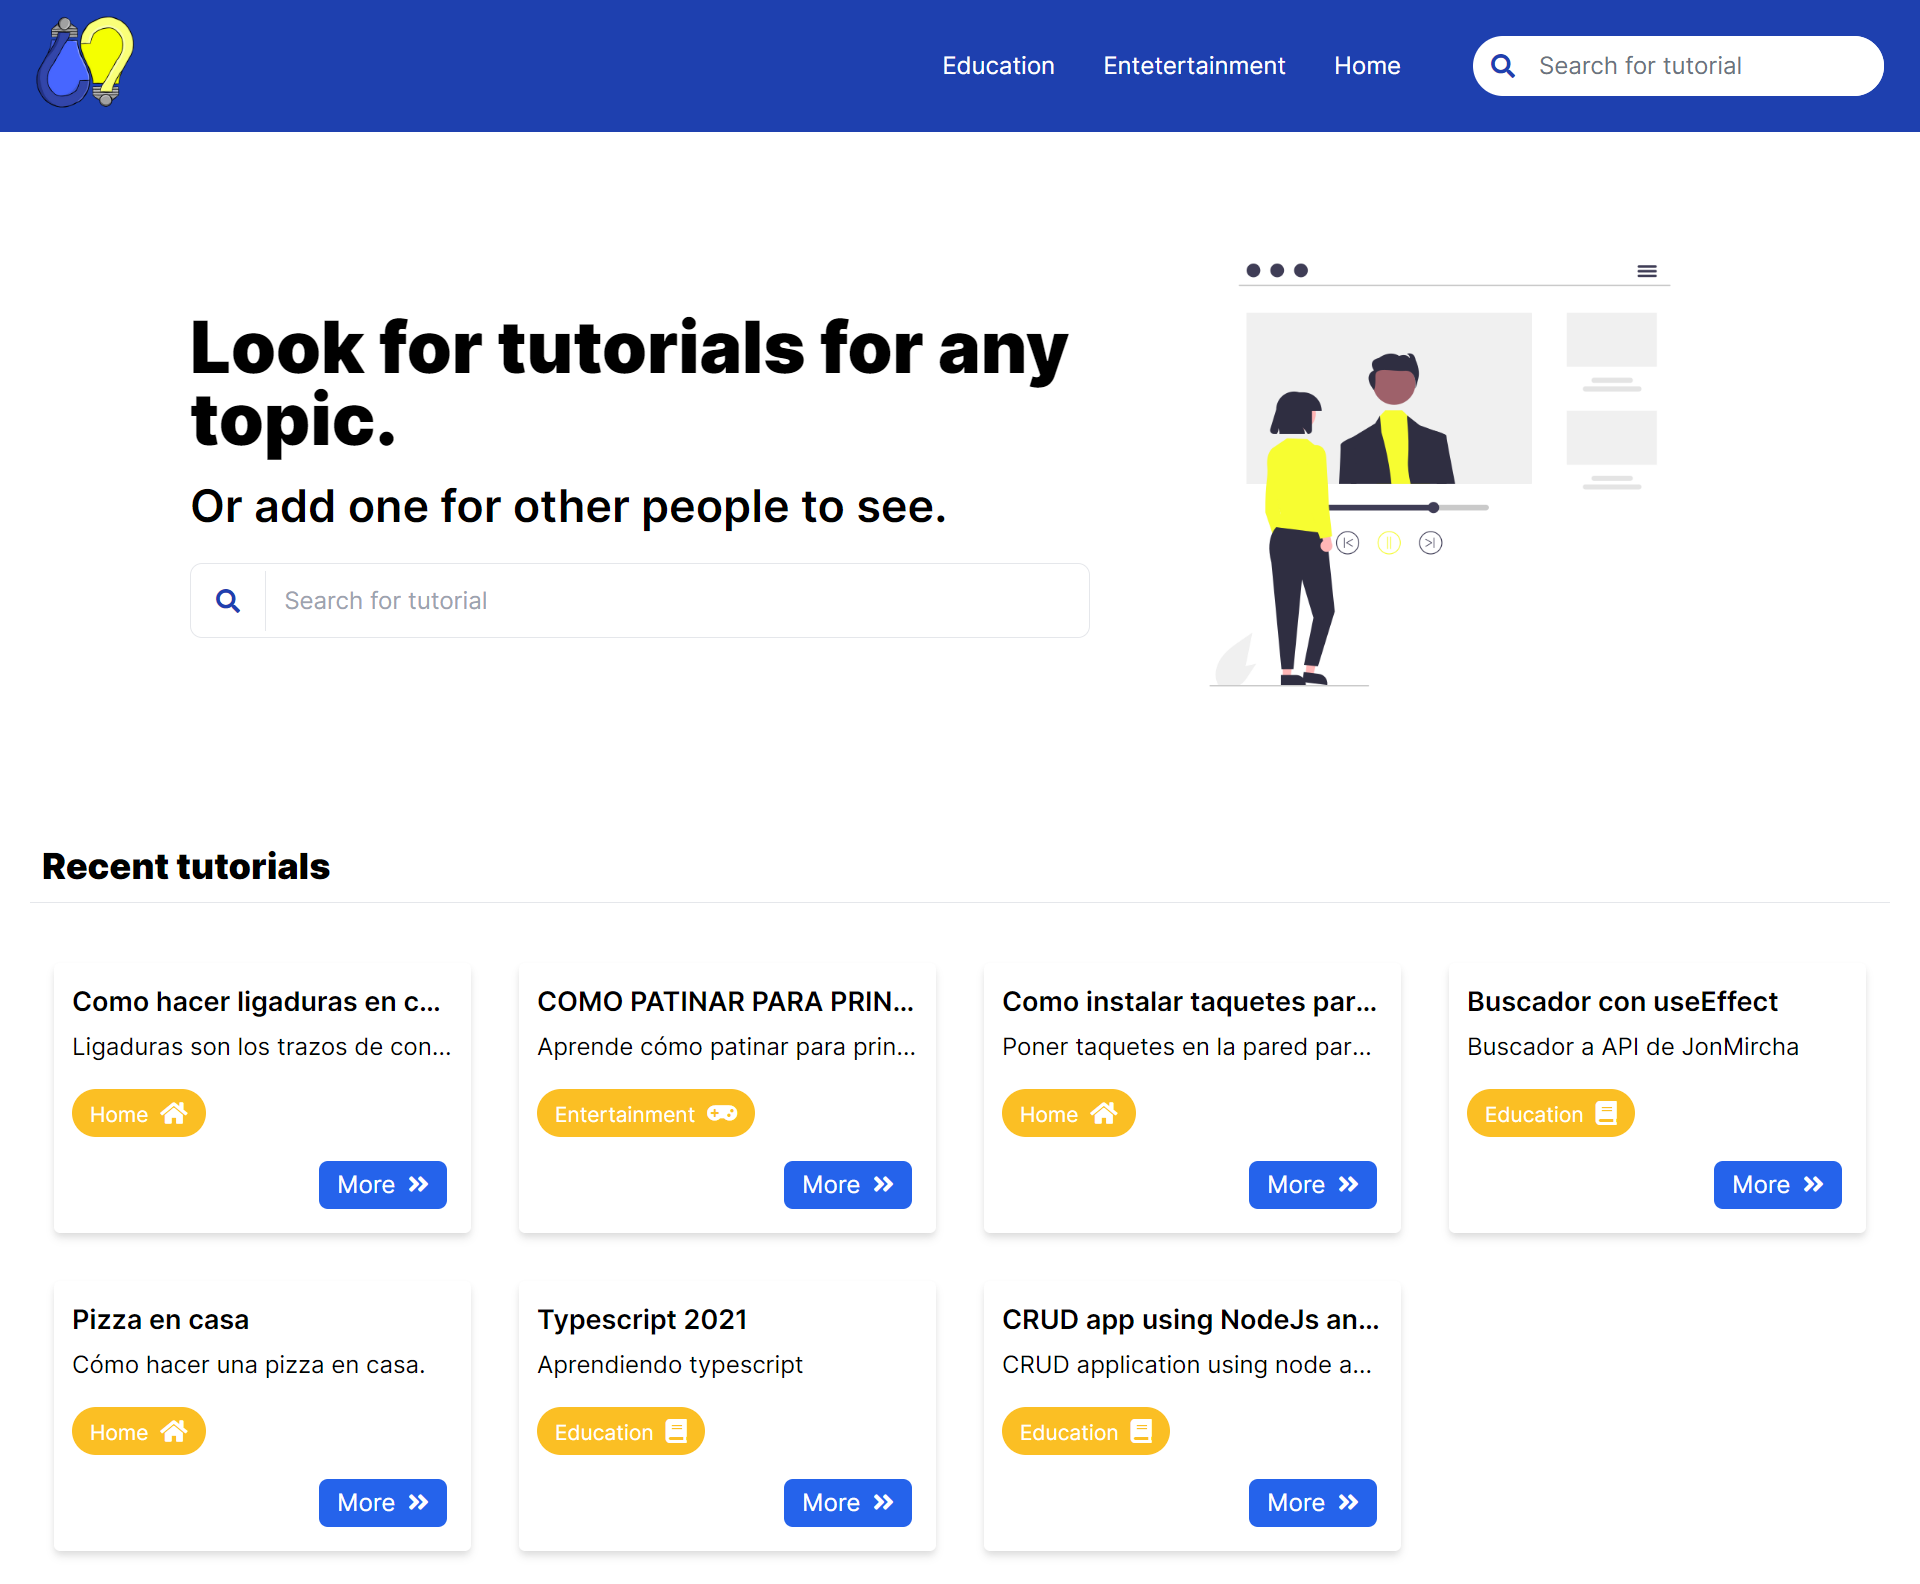 Education
Entetertainment
Home
Search for tutorial
Look for tutorials for any
topic.
Or add one for other people to see.
Search for tutorial
Recent tutorials
Como hacer ligaduras en c...
Ligaduras son los trazos de con...
Home
More
COMO PATINAR PARA PRIN...
Aprende cómo patinar para prin...
Entertainment
More
Como instalar taquetes par...
Poner taquetes en la pared par...
Home
More
Buscador con useEffect
Buscador a API de JonMircha
Education
More
Pizza en casa
Cómo hacer una pizza en casa.
Home
More
Typescript 2021
Aprendiendo typescript
Education
More
CRUD app using NodeJs an...
CRUD application using node a...
Education
More